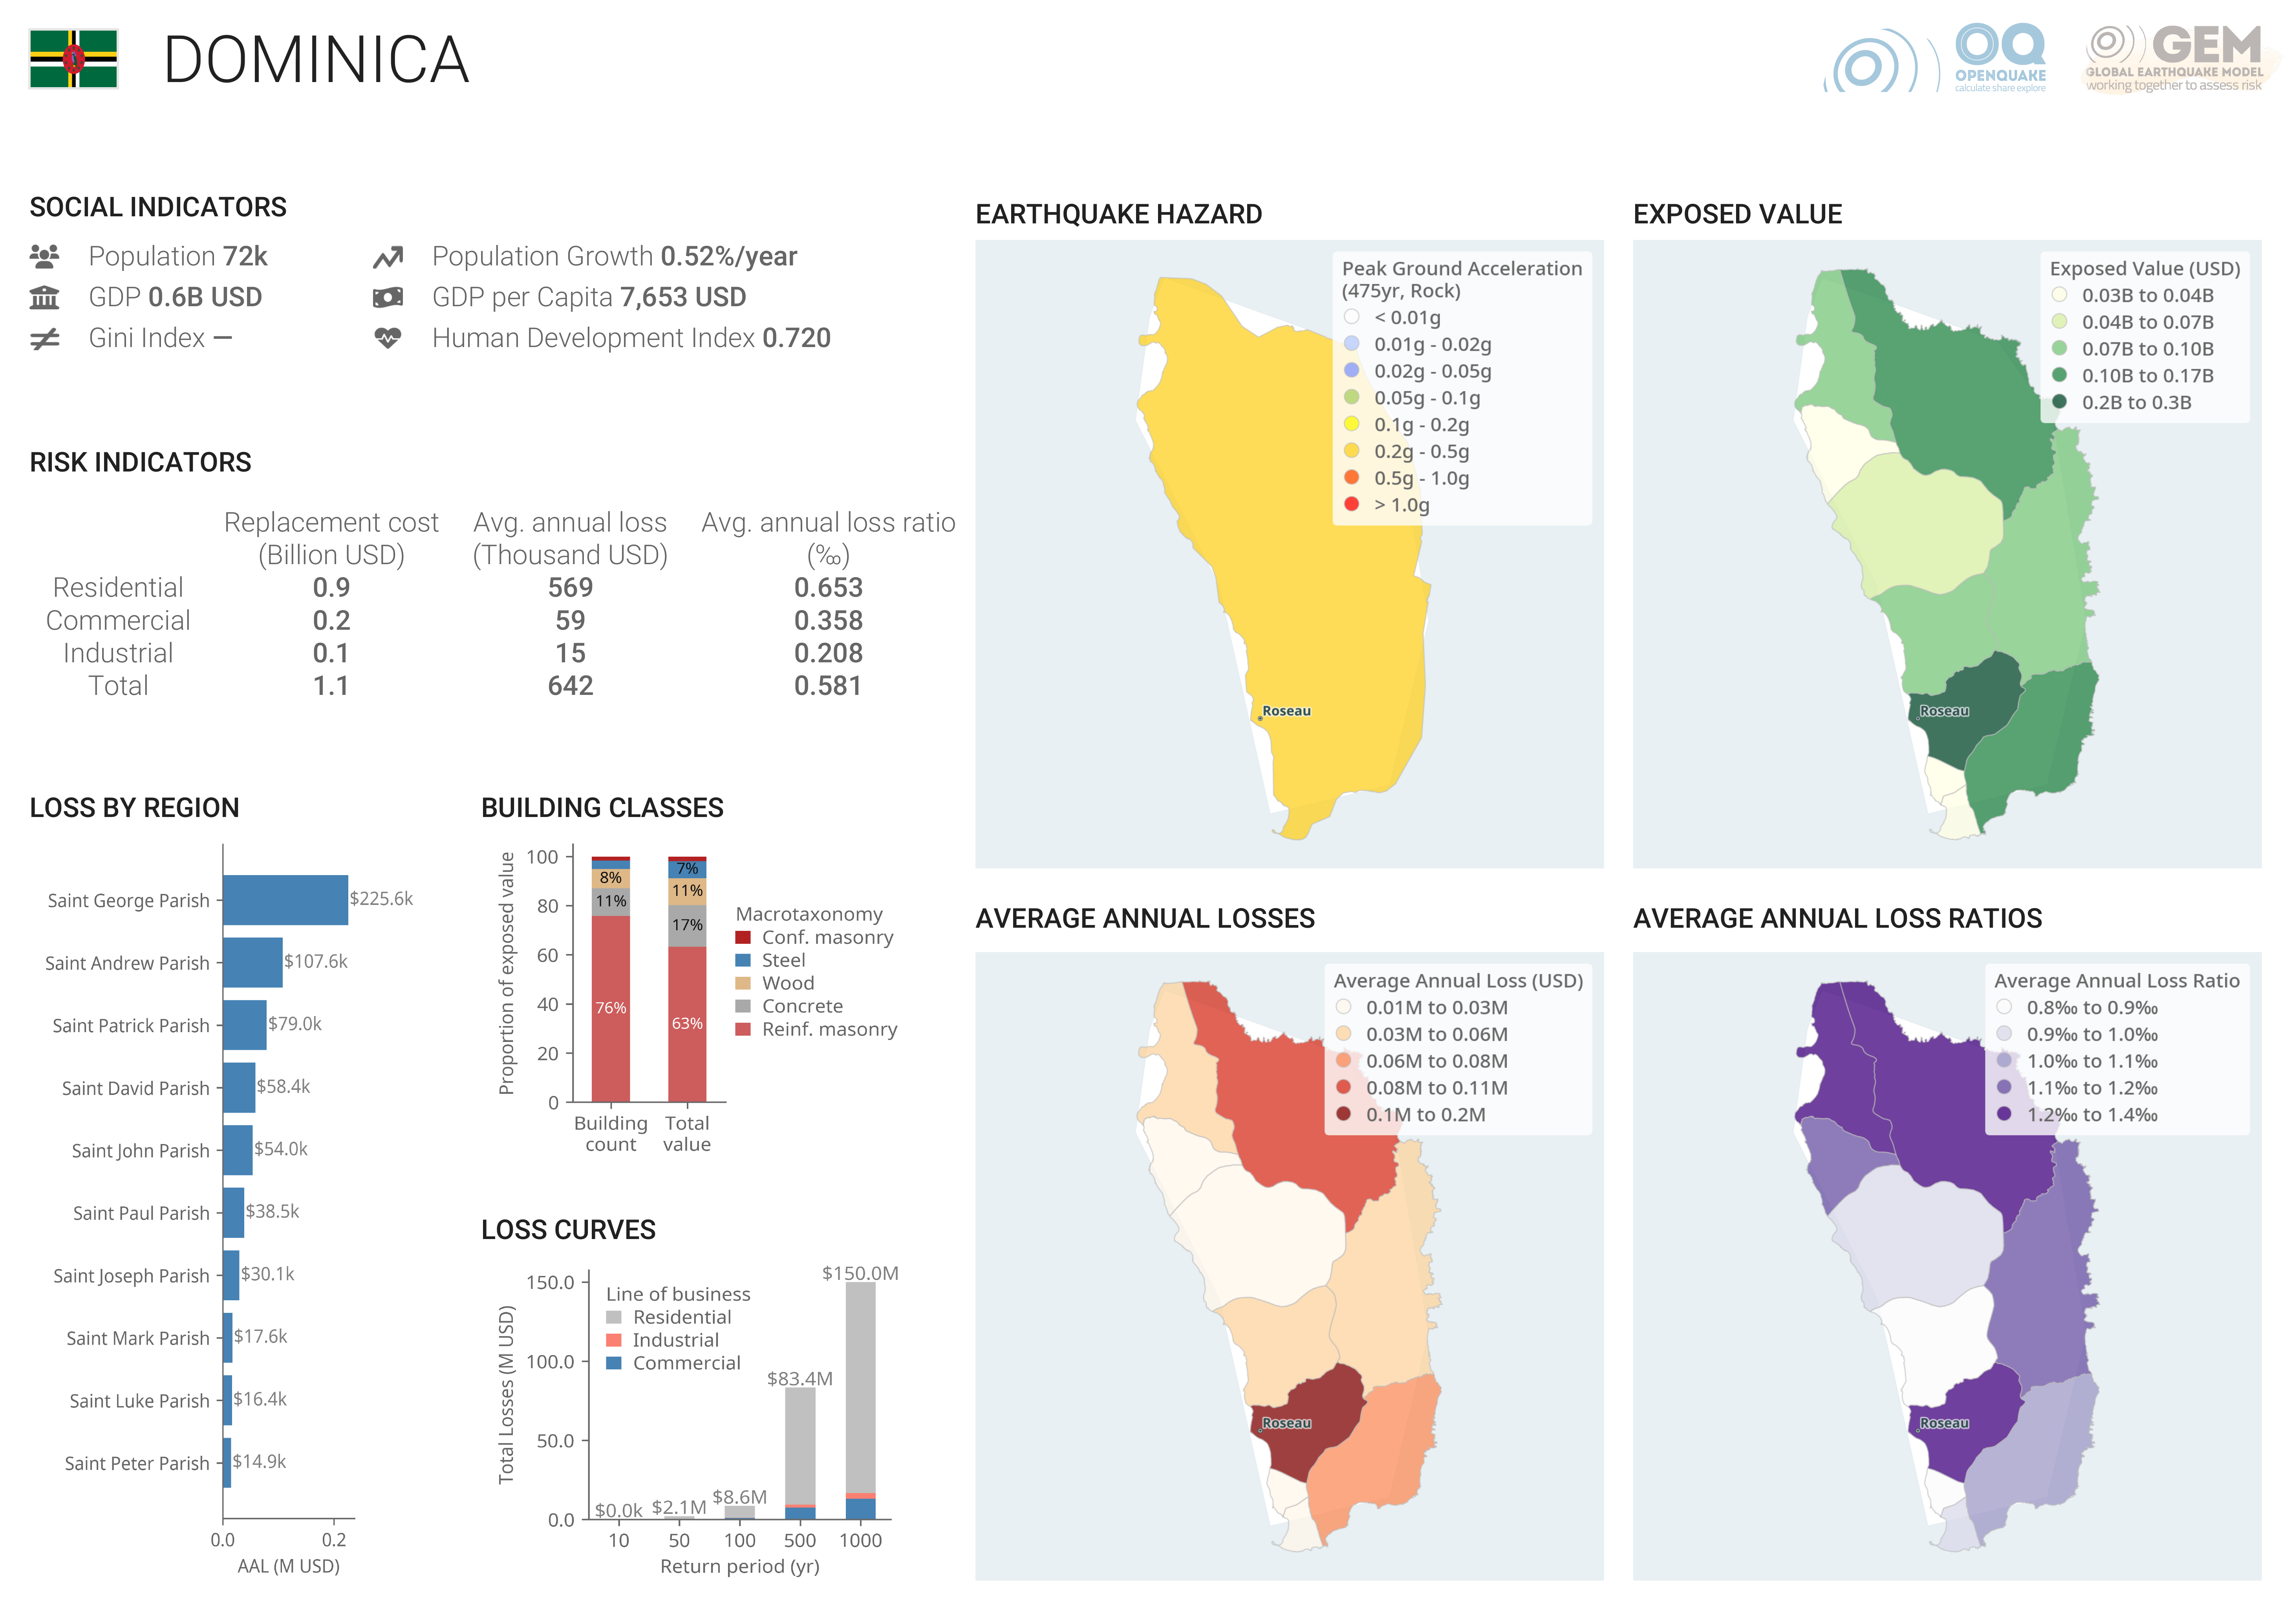 DOMINICA
OQ
OPENQUAKE
calculate share explore
GEM
GLOBAL EARTHQUAKE MODEL
working together to assess risk
SOCIAL INDICATORS
Population 72k
Population Growth 0.52%/year
GDP 0.6B USD
GDP per Capita 7,653 USD
Gini Index —
Human Development Index 0.720
RISK INDICATORS
Replacement cost (Billion USD)
Avg. annual loss (Thousand USD)
Avg. annual loss ratio (‰)
Residential 0.9 569 0.653
Commercial 0.2 59 0.358
Industrial 0.1 15 0.208
Total 1.1 642 0.581
LOSS BY REGION
Saint George Parish $225.6k
Saint Andrew Parish $107.6k
Saint Patrick Parish $79.0k
Saint David Parish $58.4k
Saint John Parish $54.0k
Saint Paul Parish $38.5k
Saint Joseph Parish $30.1k
Saint Mark Parish $17.6k
Saint Luke Parish $16.4k
Saint Peter Parish $14.9k
0.0 0.2
AAL (M USD)
BUILDING CLASSES
Proportion of exposed value
100
80
60
40
20
0
8%
11%
76%
7%
11%
17%
63%
Building count
Total value
Macrotaxonomy
Conf. masonry
Steel
Wood
Concrete
Reinf. masonry
LOSS CURVES
Total Losses (M USD)
150.0
100.0
50.0
0.0
Line of business
Residential
Industrial
Commercial
$0.0k
$2.1M
$8.6M
$83.4M
$150.0M
10 50 100 500 1000
Return period (yr)
EARTHQUAKE HAZARD
Peak Ground Acceleration
(475yr, Rock)
< 0.01g
0.01g - 0.02g
0.02g - 0.05g
0.05g - 0.1g
0.1g - 0.2g
0.2g - 0.5g
0.5g - 1.0g
> 1.0g
Roseau
EXPOSED VALUE
Exposed Value (USD)
0.03B to 0.04B
0.04B to 0.07B
0.07B to 0.10B
0.10B to 0.17B
0.2B to 0.3B
Roseau
AVERAGE ANNUAL LOSSES
Average Annual Loss (USD)
0.01M to 0.03M
0.03M to 0.06M
0.06M to 0.08M
0.08M to 0.11M
0.1M to 0.2M
Roseau
AVERAGE ANNUAL LOSS RATIOS
Average Annual Loss Ratio
0.8‰ to 0.9‰
0.9‰ to 1.0‰
1.0‰ to 1.1‰
1.1‰ to 1.2‰
1.2‰ to 1.4‰
Roseau